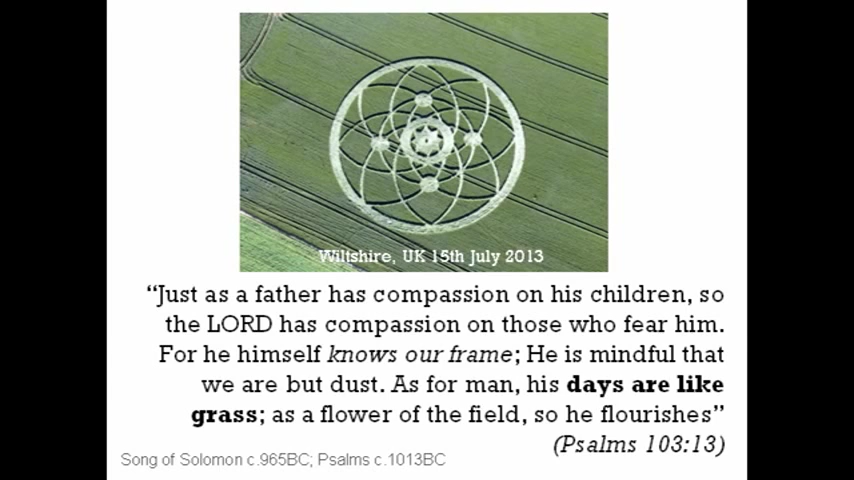 Wiltshire, UK 15th July 2013
“Just as a father has compassion on his children, so
the LORD has compassion on those who fear him.
For he himself knows our frame; He is mindful that
we are but dust. As for man, his days are like
grass; as a flower of the field, so he flourishes”
(Psalms 103:13)
Song of Solomon c.965BC; Psalms c.1013BC